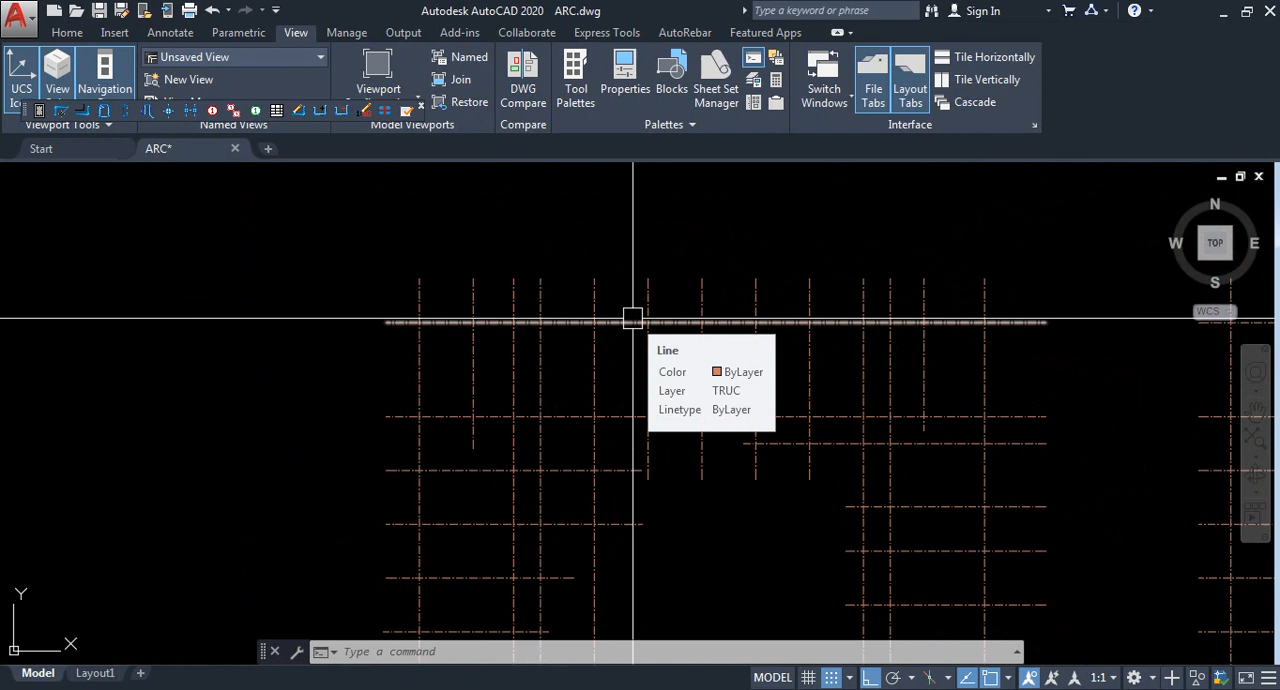 Autodesk AutoCAD 2020 ARC.dwg
Type a keyword or phrase
Sign In
Home Insert Annotate Parametric View Manage Output Add-ins Collaborate Express Tools AutoRebar Featured Apps
UCS
View
Navigation
Viewport Tools
Unsaved View
New View
Named Views
Viewport
Named
Join
Restore
Model Viewports
DWG
Compare
Compare
Tool
Palettes
Properties
Blocks
Sheet Set
Manager
Palettes
Switch
Windows
File
Tabs
Layout
Tabs
Tile Horizontally
Tile Vertically
Cascade
Interface
Start
ARC*
N
W TOP E
S
WCS
Line
Color ByLayer
Layer TRUC
Linetype ByLayer
Y
X
Type a command
Model Layout1
MODEL
1:1